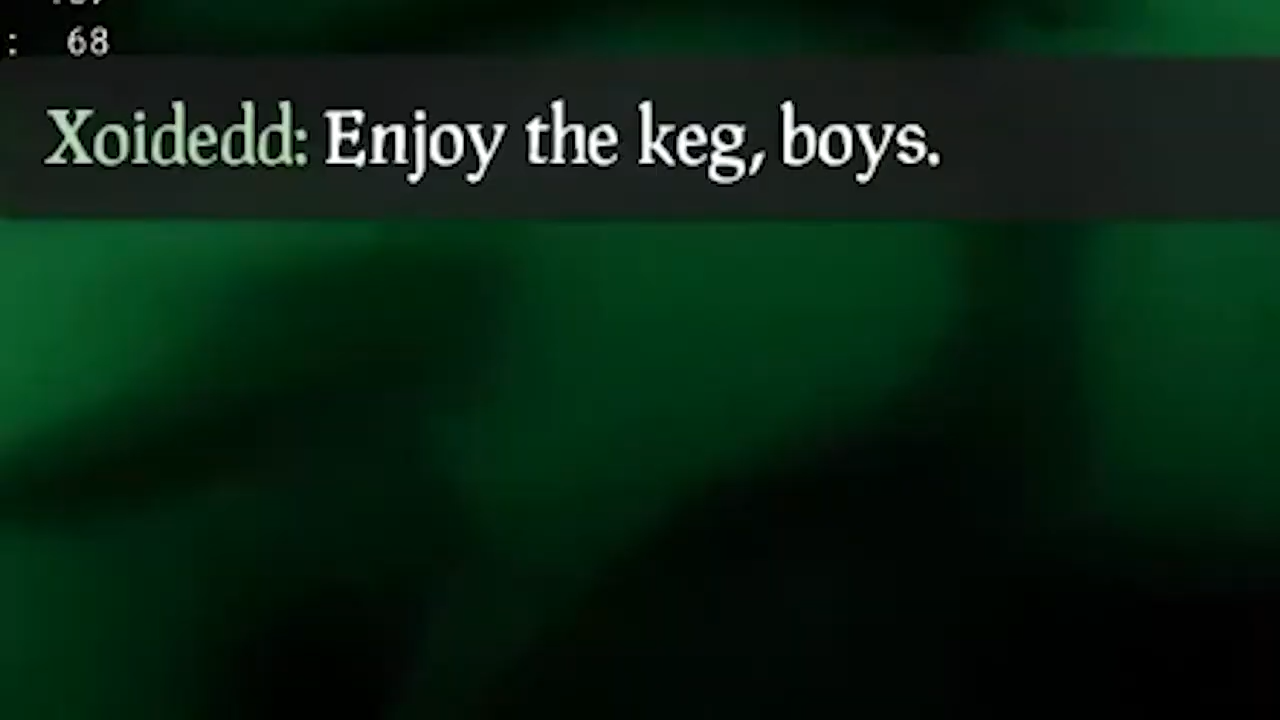 : 68
Xoidedd: Enjoy the keg, boys.